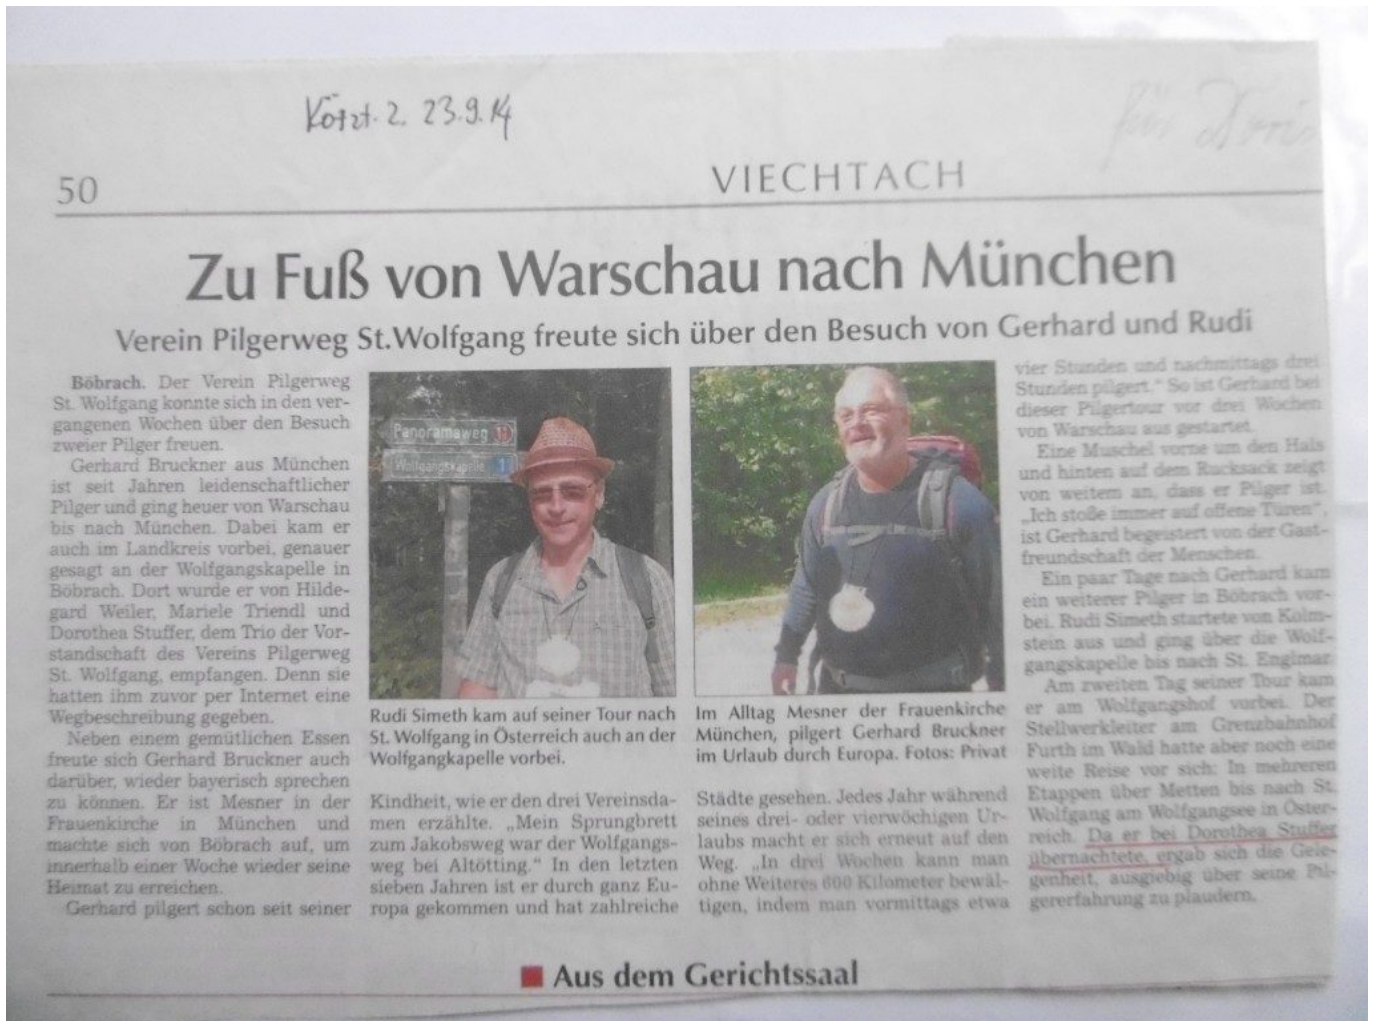 Kötzt. Z. 23.9.14
für Doris
50
VIECHTACH
Zu Fuß von Warschau nach München
Verein Pilgerweg St.Wolfgang freute sich über den Besuch von Gerhard und Rudi
Böbrach. Der Verein Pilgerweg
St. Wolfgang konnte sich in den ver-
gangenen Wochen über den Besuch
zweier Pilger freuen.
Gerhard Bruckner aus München
ist seit Jahren leidenschaftlicher
Pilger und ging heuer von Warschau
bis nach München. Dabei kam er
auch im Landkreis vorbei, genauer
gesagt an der Wolfgangskapelle in
Böbrach. Dort wurde er von Hilde-
gard Weiler, Mariele Triendl und
Dorothea Stuffer, dem Trio der Vor-
standschaft des Vereins Pilgerweg
St. Wolfgang, empfangen. Denn sie
hatten ihm zuvor per Internet eine
Wegbeschreibung gegeben.
Neben einem gemütlichen Essen
freute sich Gerhard Bruckner auch
darüber, wieder bayerisch sprechen
zu können. Er ist Mesner in der
Frauenkirche in München und
machte sich von Böbrach auf, um
innerhalb einer Woche wieder seine
Heimat zu erreichen.
Gerhard pilgert schon seit seiner
Panoramaweg
Wolfgangskapelle 1
Rudi Simeth kam auf seiner Tour nach
St. Wolfgang in Österreich auch an der
Wolfgangkapelle vorbei.
Kindheit, wie er den drei Vereinsda-
men erzählte. „Mein Sprungbrett
zum Jakobsweg war der Wolfgangs-
weg bei Altötting.“ In den letzten
sieben Jahren ist er durch ganz Eu-
ropa gekommen und hat zahlreiche
Im Alltag Mesner der Frauenkirche
München, pilgert Gerhard Bruckner
im Urlaub durch Europa. Fotos: Privat
Städte gesehen. Jedes Jahr während
seines drei- oder vierwöchigen Ur-
laubs macht er sich erneut auf den
Weg. „In drei Wochen kann man
ohne Weiteres 600 Kilometer bewäl-
tigen, indem man vormittags etwa
vier Stunden und nachmittags drei
Stunden pilgert.“ So ist Gerhard bei
dieser Pilgertour vor drei Wochen
von Warschau aus gestartet.
Eine Muschel vorne um den Hals
und hinten auf dem Rucksack zeigt
von weitem an, dass er Pilger ist.
„Ich stoße immer auf offene Türen“,
ist Gerhard begeistert von der Gast-
freundschaft der Menschen.
Ein paar Tage nach Gerhard kam
ein weiterer Pilger in Böbrach vor-
bei. Rudi Simeth startete von Kolm-
stein aus und ging über die Wolf-
gangskapelle bis nach St. Englmar.
Am zweiten Tag seiner Tour kam
er am Wolfgangshof vorbei. Der
Stellwerkleiter am Grenzbahnhof
Furth im Wald hatte aber noch eine
weite Reise vor sich: In mehreren
Etappen über Metten bis nach St.
Wolfgang am Wolfgangsee in Öster-
reich. Da er bei Dorothea Stuffer
übernachtete, ergab sich die Gele-
genheit, ausgiebig über seine Pil-
gererfahrung zu plaudern.
Aus dem Gerichtssaal